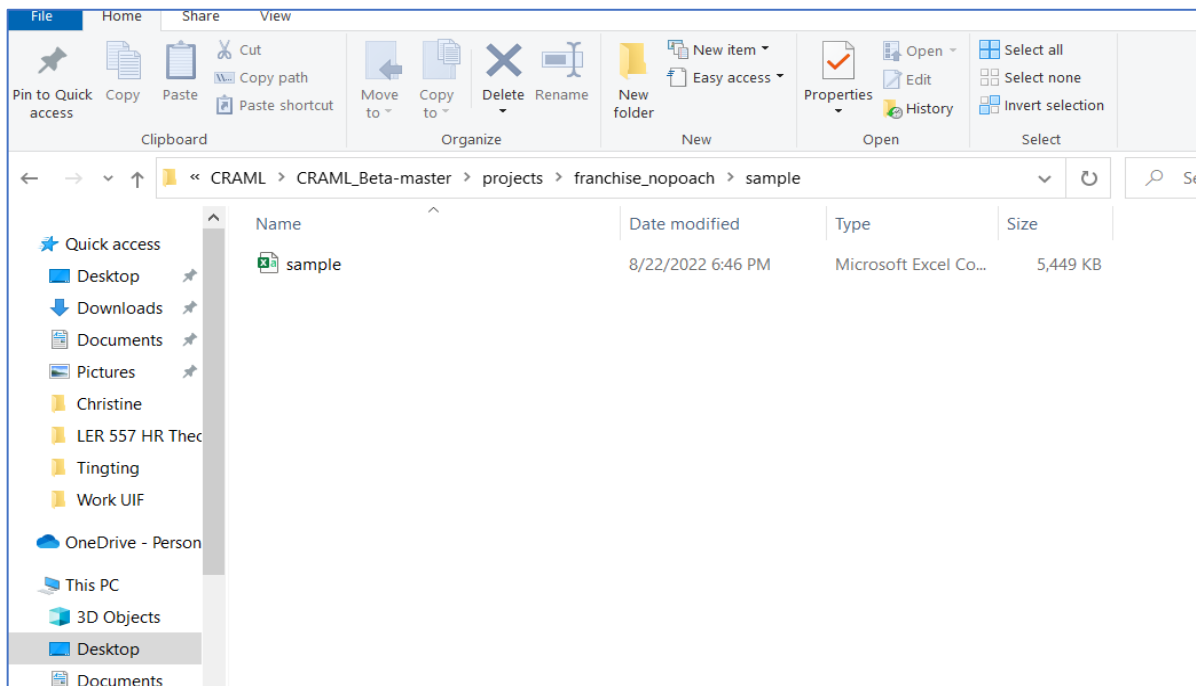 File Home Share View
Pin to Quick access
Copy
Paste
Cut
Copy path
Paste shortcut
Clipboard
Move to
Copy to
Delete
Rename
Organize
New folder
New item
Easy access
New
Properties
Open
Edit
History
Open
Select all
Select none
Invert selection
Select
« CRAML > CRAML_Beta-master > projects > franchise_nopoach > sample
Se
Name Date modified Type Size
sample 8/22/2022 6:46 PM Microsoft Excel Co... 5,449 KB
Quick access
Desktop
Downloads
Documents
Pictures
Christine
LER 557 HR Theo
Tingting
Work UIF
OneDrive - Person
This PC
3D Objects
Desktop
Documents